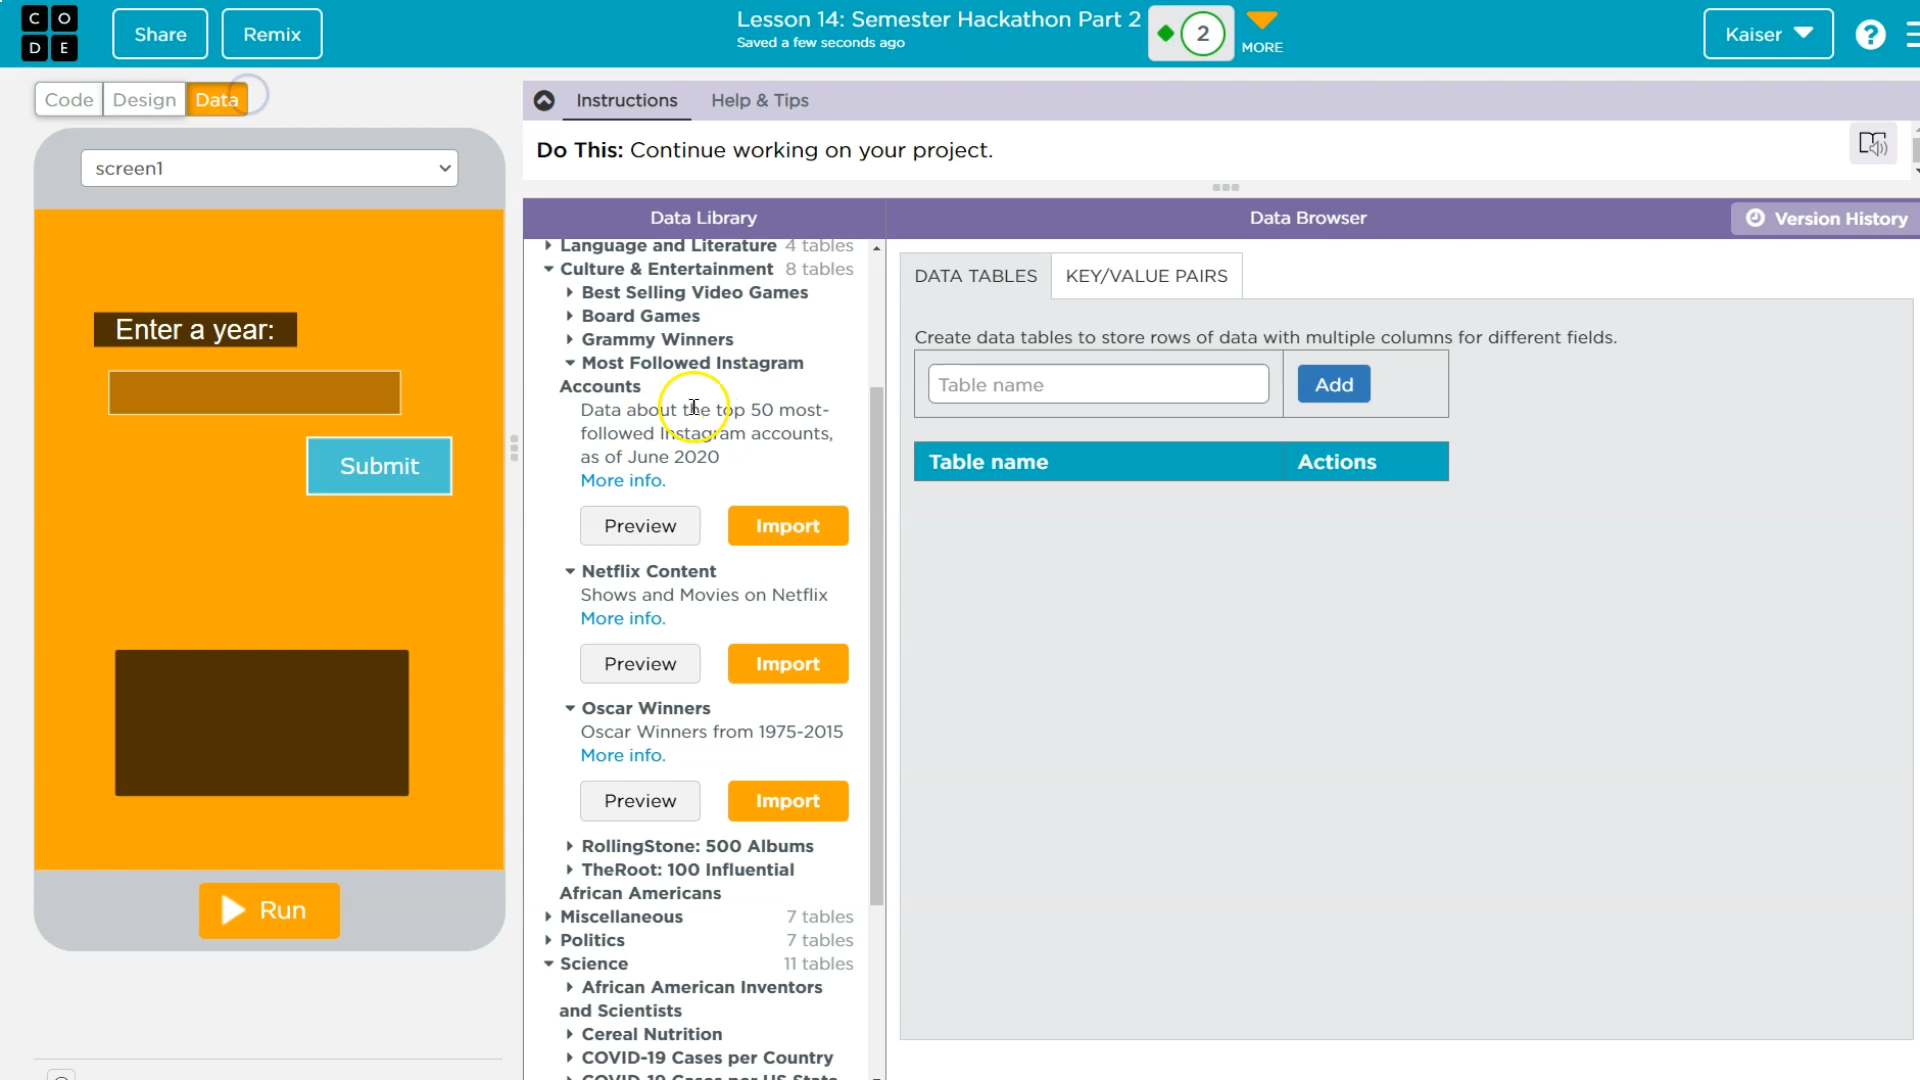 C O
D E
Share
Remix
Lesson 14: Semester Hackathon Part 2
Saved a few seconds ago
2
MORE
Kaiser
?
Code
Design
Data
Instructions
Help & Tips
Do This: Continue working on your project.
screen1
Enter a year:
Submit
Run
Data Library
Data Browser
Version History
Language and Literature 4 tables
Culture & Entertainment 8 tables
Best Selling Video Games
Board Games
Grammy Winners
Most Followed Instagram
Accounts
Data about the top 50 most-
followed Instagram accounts,
as of June 2020
More info.
Preview
Import
Netflix Content
Shows and Movies on Netflix
More info.
Preview
Import
Oscar Winners
Oscar Winners from 1975-2015
More info.
Preview
Import
RollingStone: 500 Albums
TheRoot: 100 Influential
African Americans
Miscellaneous 7 tables
Politics 7 tables
Science 11 tables
African American Inventors
and Scientists
Cereal Nutrition
COVID-19 Cases per Country
COVID-19 Cases per US State
DATA TABLES
KEY/VALUE PAIRS
Create data tables to store rows of data with multiple columns for different fields.
Table name
Add
Table name
Actions